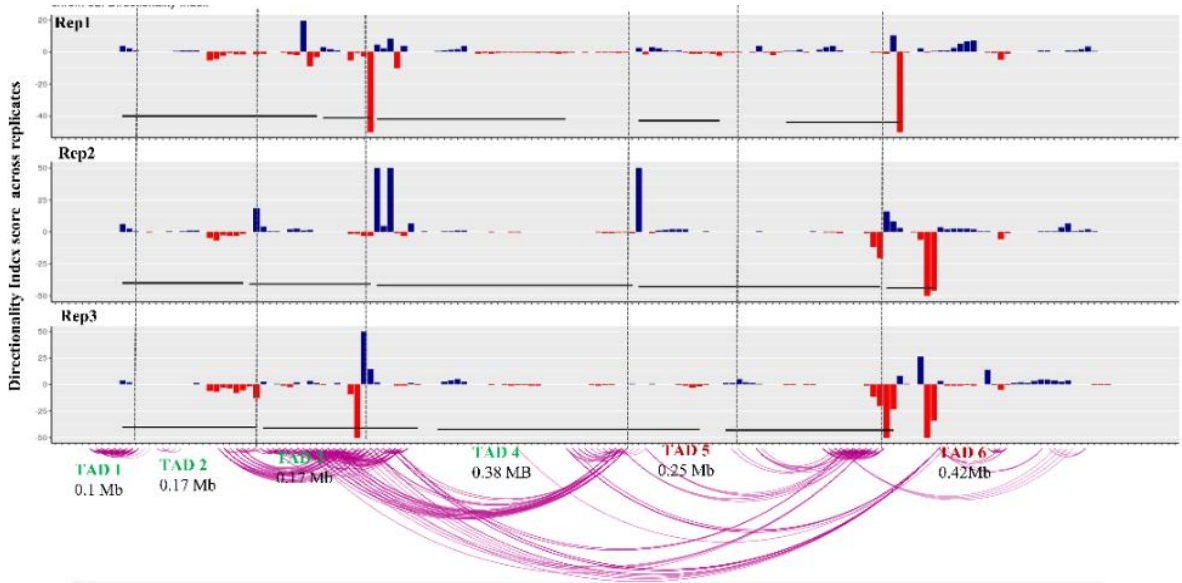 Directionality Index
Rep1
20
0
-20
-40
Rep2
50
25
0
-25
-50
Rep3
50
25
0
-25
-50
Directionality Index score across replicates
TAD 1
0.1 Mb
TAD 2
0.17 Mb
TAD 3
0.17 Mb
TAD 4
0.38 MB
TAD 5
0.25 Mb
TAD 6
0.42Mb